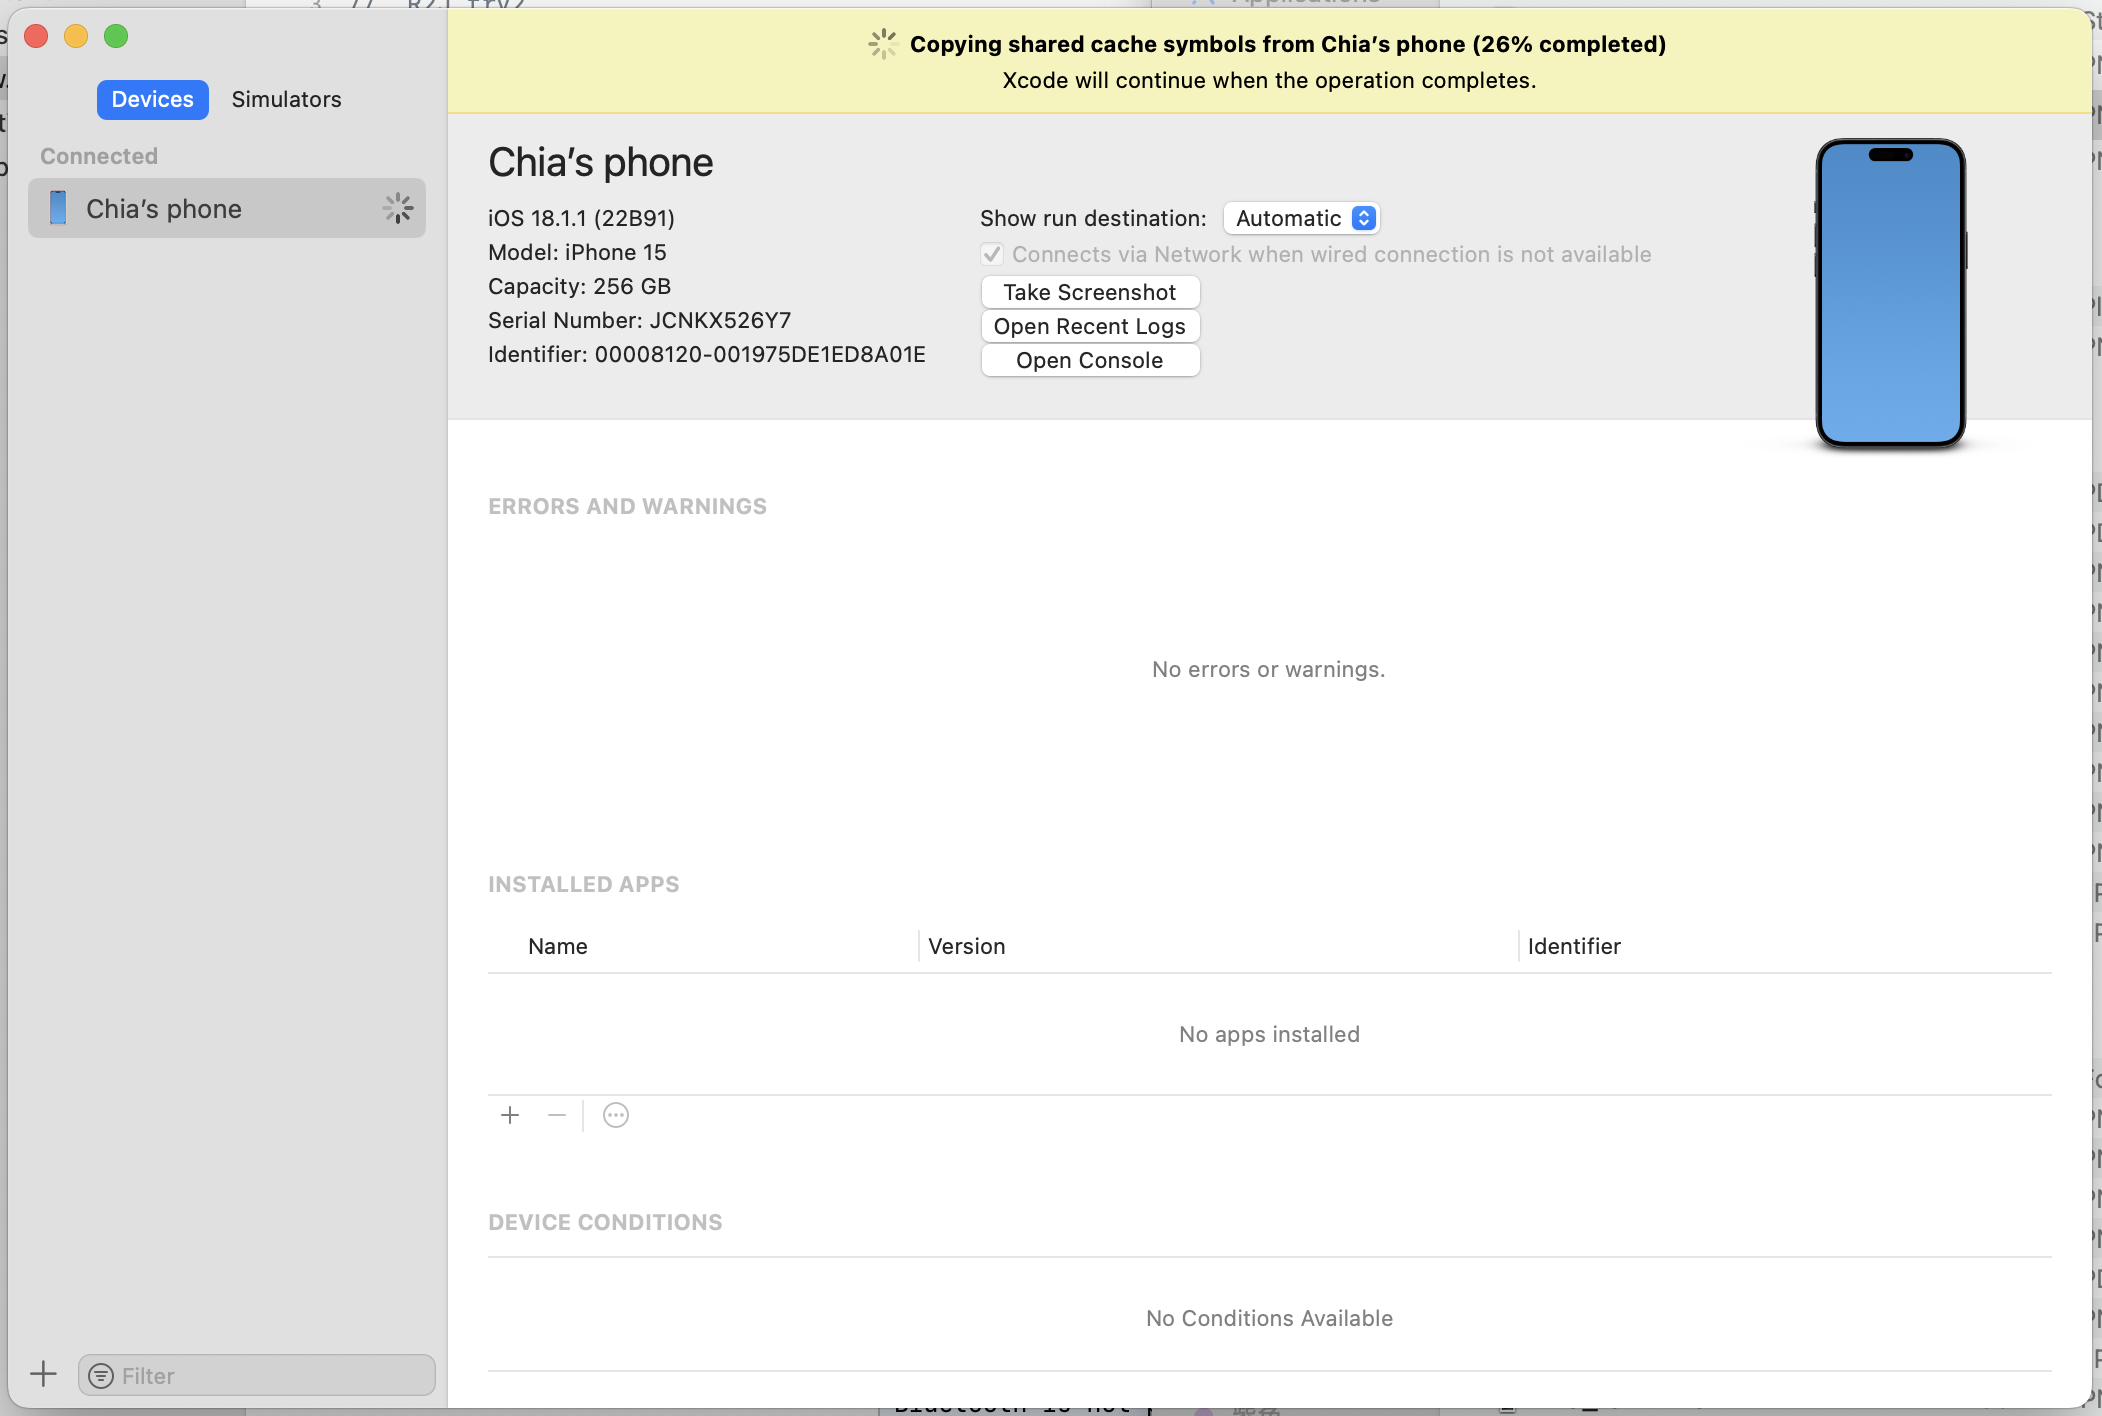 Copying shared cache symbols from Chia’s phone (26% completed)
Xcode will continue when the operation completes.
Devices
Simulators
Connected
Chia’s phone
Chia’s phone
iOS 18.1.1 (22B91)
Model: iPhone 15
Capacity: 256 GB
Serial Number: JCNKX526Y7
Identifier: 00008120-001975DE1ED8A01E
Show run destination: Automatic
Connects via Network when wired connection is not available
Take Screenshot
Open Recent Logs
Open Console
ERRORS AND WARNINGS
No errors or warnings.
INSTALLED APPS
Name Version Identifier
No apps installed
DEVICE CONDITIONS
No Conditions Available
Filter